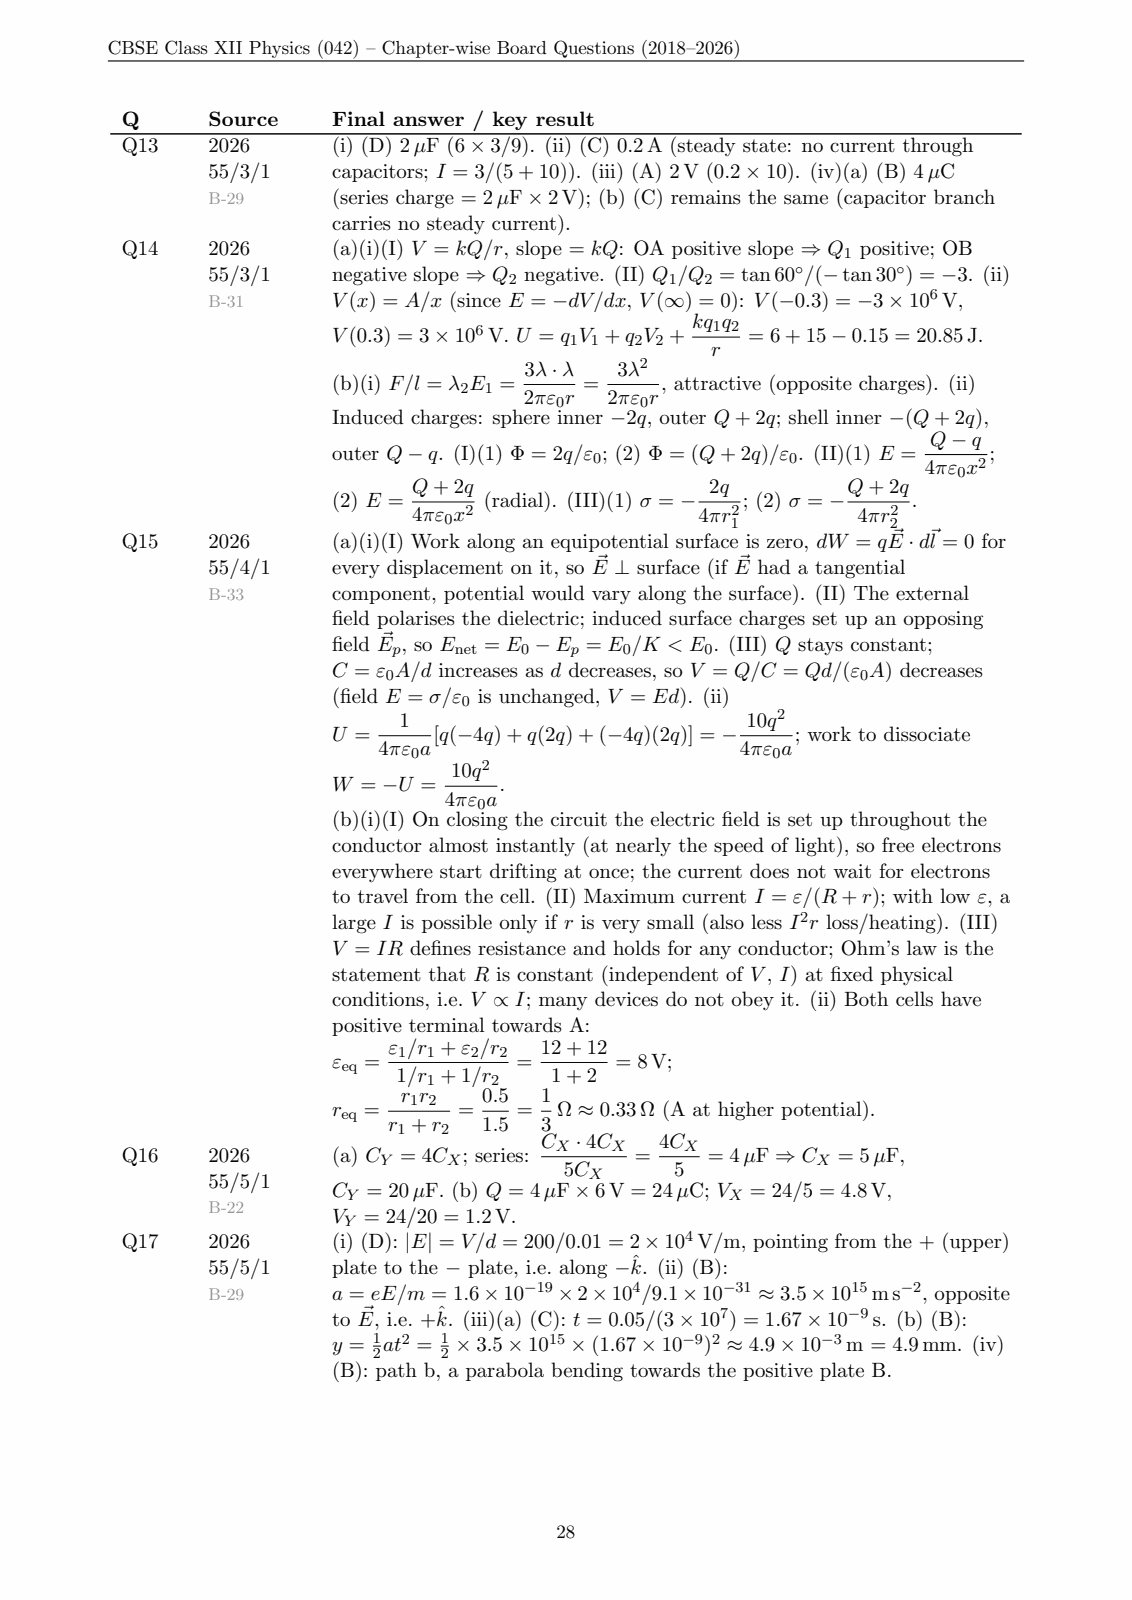 CBSE Class XII Physics (042) – Chapter-wise Board Questions (2018–2026)
Q Source Final answer / key result
Q13 2026 (i) (D) 2 μF (6 × 3/9). (ii) (C) 0.2 A (steady state: no current through
55/3/1 capacitors; I = 3/(5 + 10)). (iii) (A) 2 V (0.2 × 10). (iv)(a) (B) 4 μC
B-29 (series charge = 2 μF × 2 V); (b) (C) remains the same (capacitor branch
carries no steady current).
Q14 2026 (a)(i)(I) V = kQ/r, slope = kQ: OA positive slope ⇒ Q₁ positive; OB
55/3/1 negative slope ⇒ Q₂ negative. (II) Q₁/Q₂ = tan 60°/(− tan 30°) = −3. (ii)
B-31 V(x) = A/x (since E = −dV/dx, V(∞) = 0): V(−0.3) = −3 × 10⁶ V,
V(0.3) = 3 × 10⁶ V. U = q₁V₁ + q₂V₂ + kq₁q₂/r = 6 + 15 − 0.15 = 20.85 J.
(b)(i) F/l = λ₂E₁ = 3λ · λ/2πε₀r = 3λ²/2πε₀r, attractive (opposite charges). (ii)
Induced charges: sphere inner −2q, outer Q + 2q; shell inner −(Q + 2q),
outer Q − q. (I)(1) Φ = 2q/ε₀; (2) Φ = (Q + 2q)/ε₀. (II)(1) E = Q − q/4πε₀x²;
(2) E = Q + 2q/4πε₀x² (radial). (III)(1) σ = −2q/4πr₁²; (2) σ = −Q + 2q/4πr₂².
Q15 2026 (a)(i)(I) Work along an equipotential surface is zero, dW = qE⃗ · dl⃗ = 0 for
55/4/1 every displacement on it, so E⃗ ⊥ surface (if E⃗ had a tangential
B-33 component, potential would vary along the surface). (II) The external
field polarises the dielectric; induced surface charges set up an opposing
field E⃗ₚ, so E_net = E₀ − Eₚ = E₀/K < E₀. (III) Q stays constant;
C = ε₀A/d increases as d decreases, so V = Q/C = Qd/(ε₀A) decreases
(field E = σ/ε₀ is unchanged, V = Ed). (ii)
U = 1/4πε₀a [q(−4q) + q(2q) + (−4q)(2q)] = −10q²/4πε₀a; work to dissociate
W = −U = 10q²/4πε₀a.
(b)(i)(I) On closing the circuit the electric field is set up throughout the
conductor almost instantly (at nearly the speed of light), so free electrons
everywhere start drifting at once; the current does not wait for electrons
to travel from the cell. (II) Maximum current I = ε/(R + r); with low ε, a
large I is possible only if r is very small (also less I²r loss/heating). (III)
V = IR defines resistance and holds for any conductor; Ohm's law is the
statement that R is constant (independent of V, I) at fixed physical
conditions, i.e. V ∝ I; many devices do not obey it. (ii) Both cells have
positive terminal towards A:
ε_eq = ε₁/r₁ + ε₂/r₂ / 1/r₁ + 1/r₂ = 12 + 12/1 + 2 = 8 V;
r_eq = r₁r₂/r₁ + r₂ = 0.5/1.5 = 1/3 Ω ≈ 0.33 Ω (A at higher potential).
Q16 2026 (a) C_Y = 4C_X; series: C_X · 4C_X/5C_X = 4C_X/5 = 4 μF ⇒ C_X = 5 μF,
55/5/1 C_Y = 20 μF. (b) Q = 4 μF × 6 V = 24 μC; V_X = 24/5 = 4.8 V,
B-22 V_Y = 24/20 = 1.2 V.
Q17 2026 (i) (D): |E| = V/d = 200/0.01 = 2 × 10⁴ V/m, pointing from the + (upper)
55/5/1 plate to the − plate, i.e. along −k̂. (ii) (B):
B-29 a = eE/m = 1.6 × 10⁻¹⁹ × 2 × 10⁴/9.1 × 10⁻³¹ ≈ 3.5 × 10¹⁵ m s⁻², opposite
to E⃗, i.e. +k̂. (iii)(a) (C): t = 0.05/(3 × 10⁷) = 1.67 × 10⁻⁹ s. (b) (B):
y = ½at² = ½ × 3.5 × 10¹⁵ × (1.67 × 10⁻⁹)² ≈ 4.9 × 10⁻³ m = 4.9 mm. (iv)
(B): path b, a parabola bending towards the positive plate B.
28